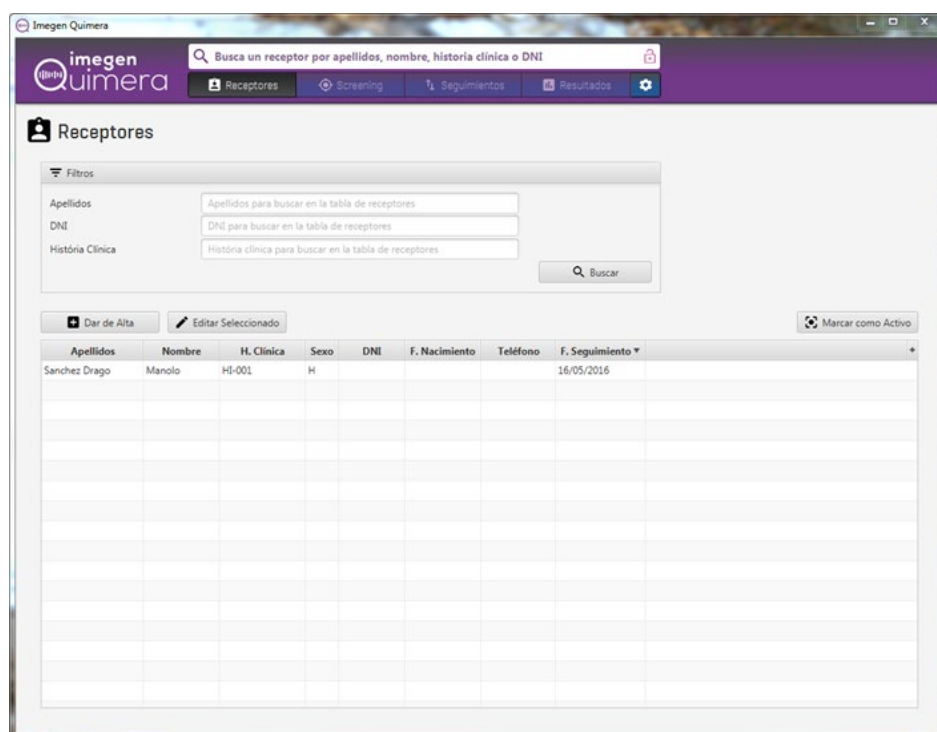 Imegen Quimera
imegen
Quimera
Busca un receptor por apellidos, nombre, historia clínica o DNI
Receptores Screening Seguimientos Resultados
Receptores
Filtros
Apellidos Apellidos para buscar en la tabla de receptores
DNI DNI para buscar en la tabla de receptores
História Clínica História clínica para buscar en la tabla de receptores
Buscar
Dar de Alta Editar Seleccionado Marcar como Activo
Apellidos Nombre H. Clínica Sexo DNI F. Nacimiento Teléfono F. Seguimiento
Sanchez Drago Manolo HI-001 H 16/05/2016